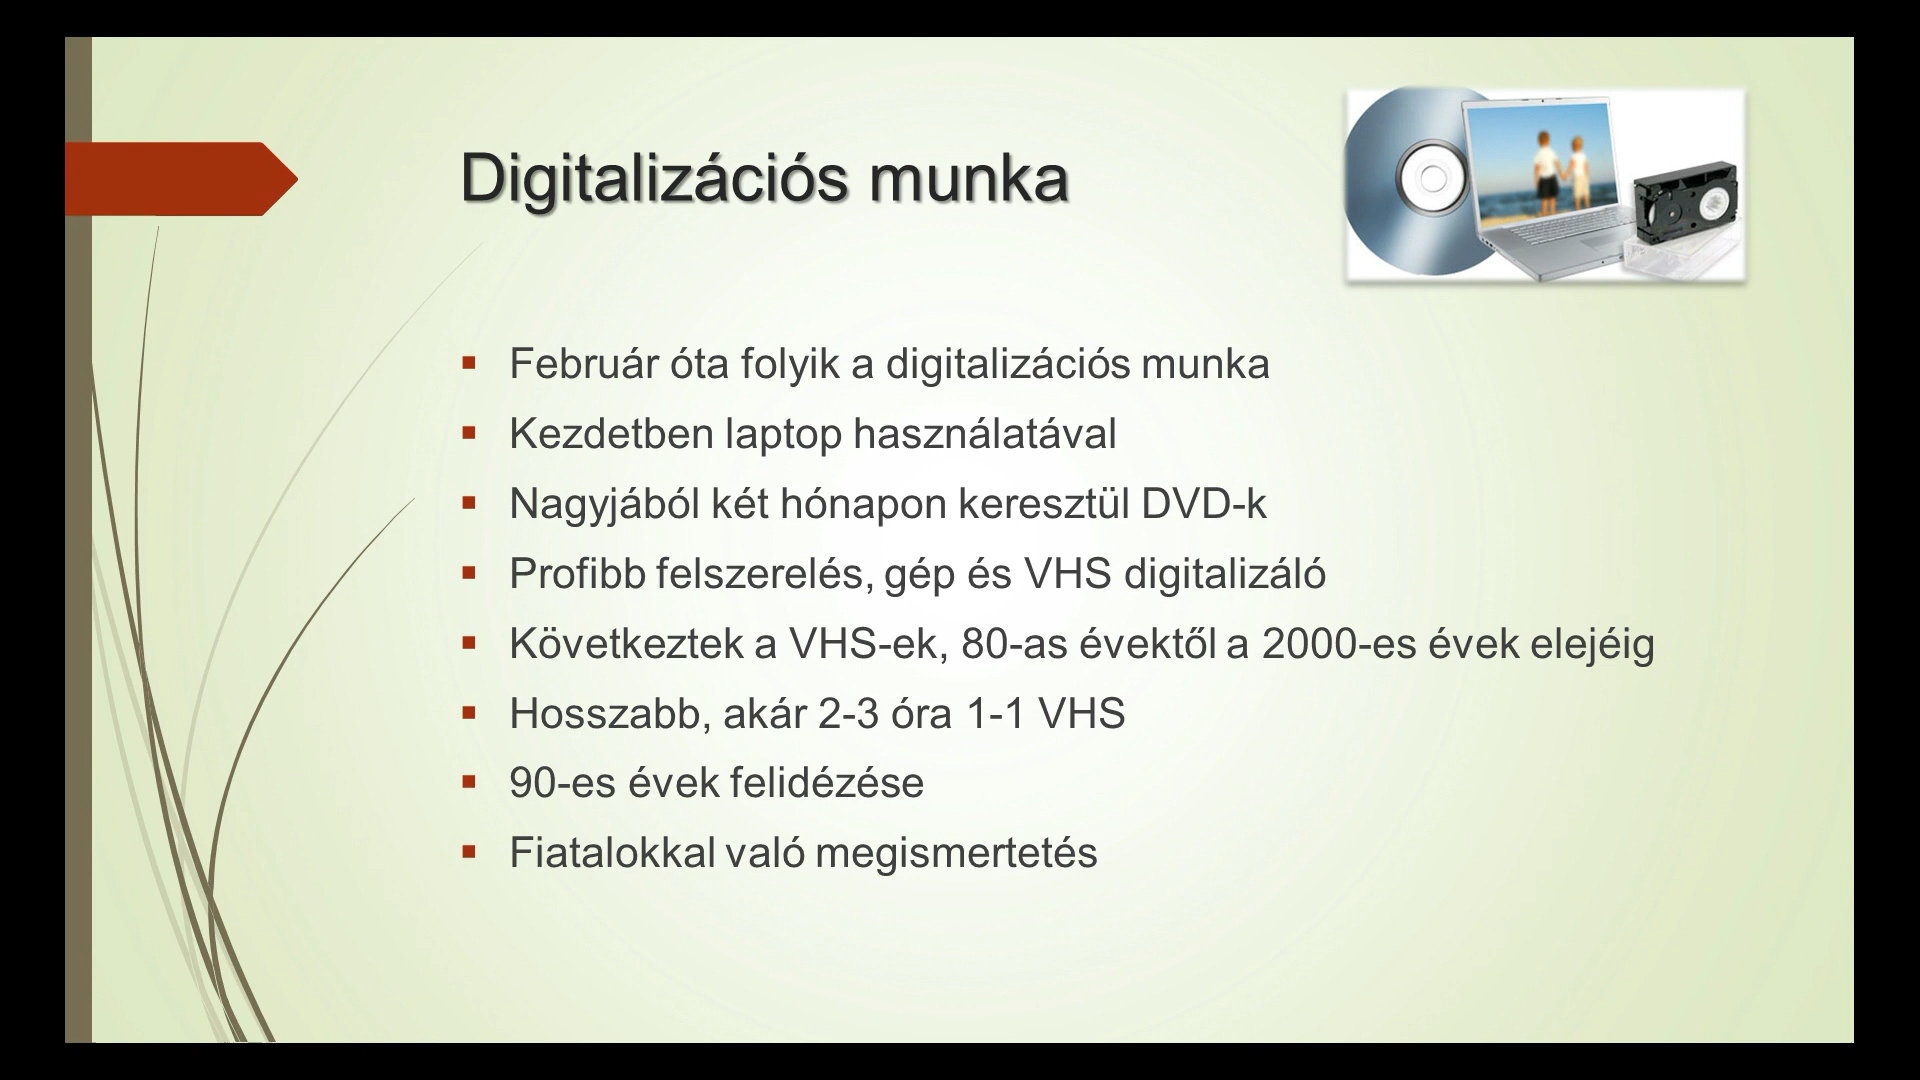 Digitalizációs munka
Február óta folyik a digitalizációs munka
Kezdetben laptop használatával
Nagyjából két hónapon keresztül DVD-k
Profibb felszerelés, gép és VHS digitalizáló
Következtek a VHS-ek, 80-as évektől a 2000-es évek elejéig
Hosszabb, akár 2-3 óra 1-1 VHS
90-es évek felidézése
Fiatalokkal való megismertetés